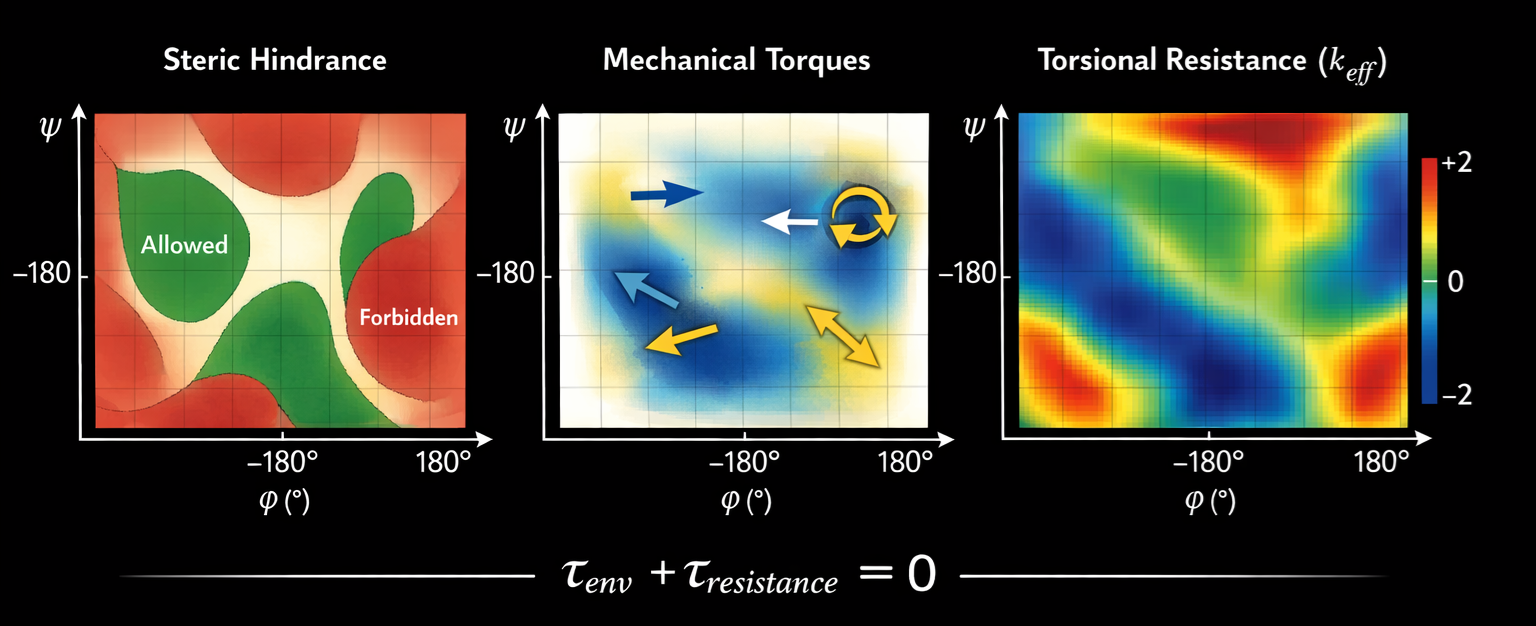 Steric Hindrance
Mechanical Torques
Torsional Resistance (k_eff)
ψ
ψ
ψ
Allowed
Forbidden
–180
–180
–180
+2
0
–2
–180°
180°
–180°
180°
–180°
180°
φ (°)
φ (°)
φ (°)
τ_env + τ_resistance = 0